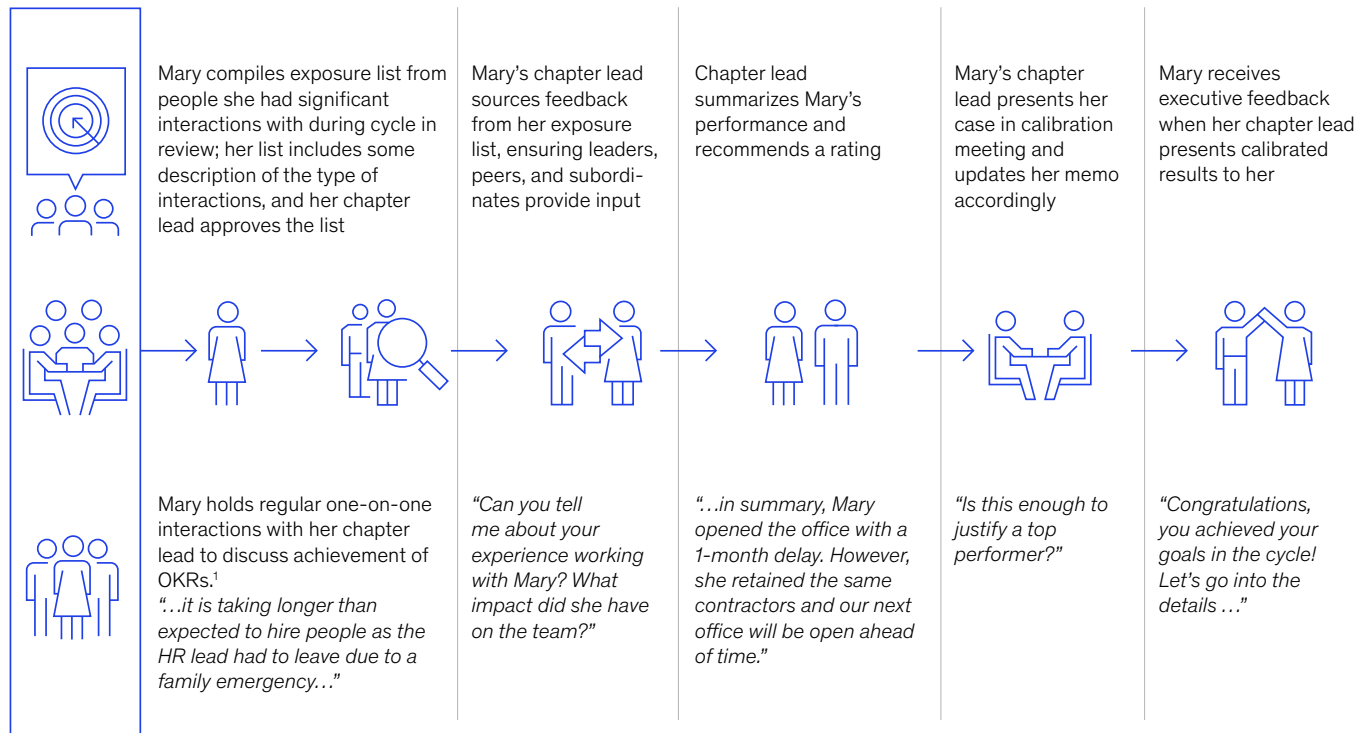 Mary compiles exposure list from
people she had significant
interactions with during cycle in
review; her list includes some
description of the type of
interactions, and her chapter
lead approves the list
Mary’s chapter lead
sources feedback
from her exposure
list, ensuring leaders,
peers, and subordi-
nates provide input
Chapter lead
summarizes Mary’s
performance and
recommends a rating
Mary’s chapter
lead presents her
case in calibration
meeting and
updates her memo
accordingly
Mary receives
executive feedback
when her chapter lead
presents calibrated
results to her
Mary holds regular one-on-one
interactions with her chapter
lead to discuss achievement of
OKRs.¹
“…it is taking longer than
expected to hire people as the
HR lead had to leave due to a
family emergency…”
“Can you tell
me about your
experience working
with Mary? What
impact did she have
on the team?”
“…in summary, Mary
opened the office with a
1-month delay. However,
she retained the same
contractors and our next
office will be open ahead
of time.”
“Is this enough to
justify a top
performer?”
“Congratulations,
you achieved your
goals in the cycle!
Let’s go into the
details …”